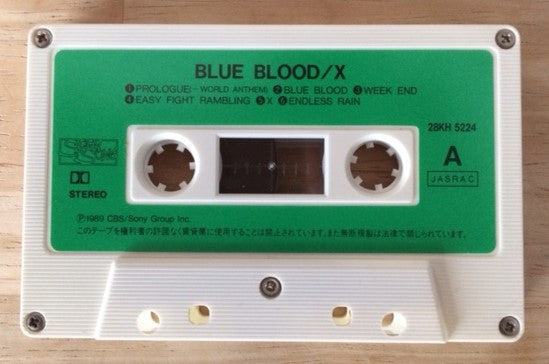 BLUE BLOOD/X
❶PROLOGUE(~WORLD ANTHEM) ❷BLUE BLOOD ❸WEEK END
❹EASY FIGHT RAMBLING ❺X ❻ENDLESS RAIN
28KH 5224
A
JASRAC
STEREO
Ⓟ1989 CBS/Sony Group Inc.
このテープを権利者の許諾なく賃貸業に使用することは禁止されています。また無断複製は法律で禁じられています。